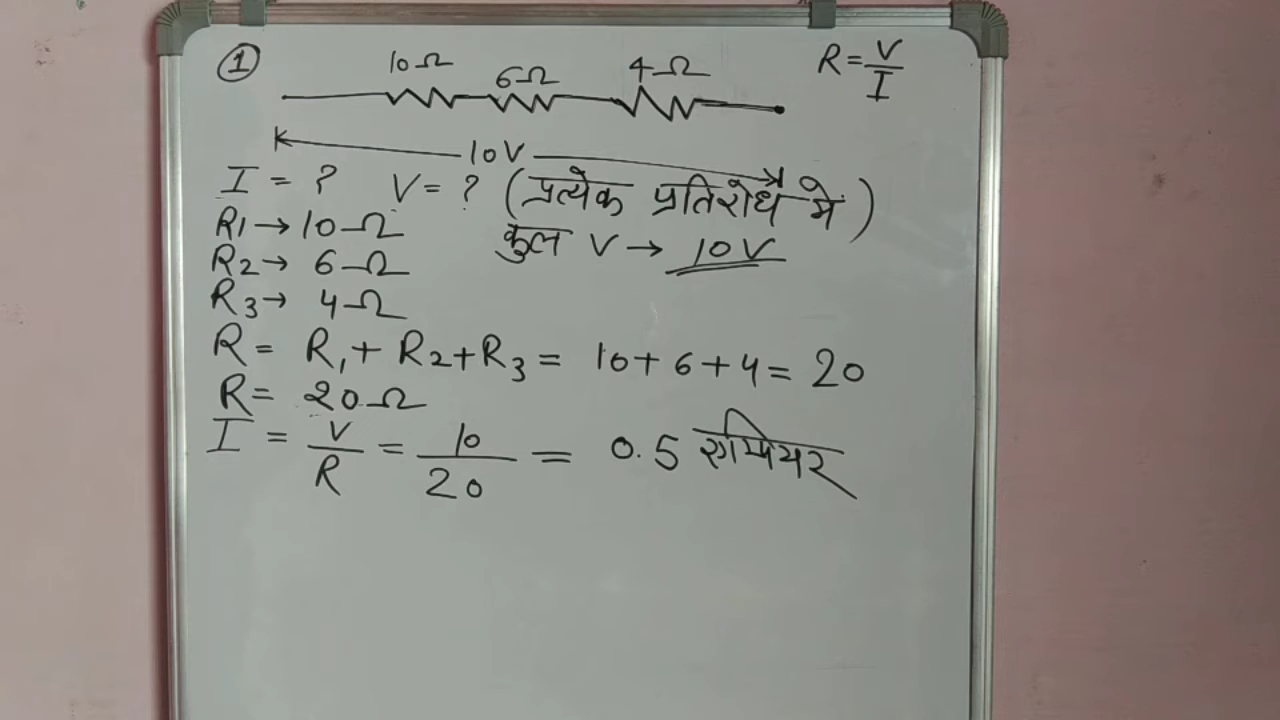 ① 10Ω 6Ω 4Ω R=V/I
10V
I = ? V = ? (प्रत्येक प्रतिरोध मे)
R1→10Ω कुल V→ 10V
R2→ 6Ω
R3→ 4Ω
R= R1+ R2+R3 = 10+6+4= 20
R= 20Ω
I = V/R = 10/20 = 0.5 एम्पियर